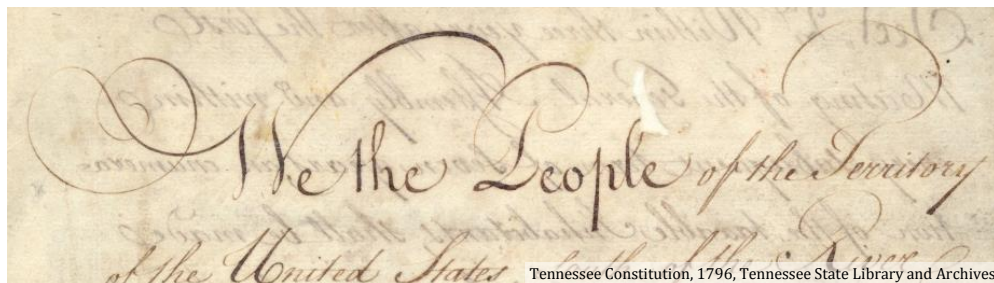 We the People of the Territory
of the United States, South of the River
Tennessee Constitution, 1796, Tennessee State Library and Archives